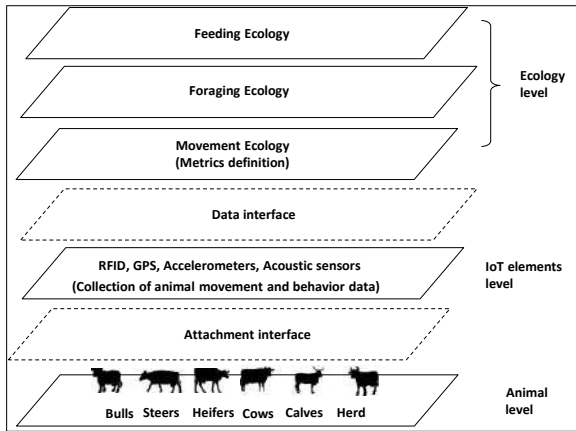 Feeding Ecology
Ecology
level
Foraging Ecology
Movement Ecology
(Metrics definition)
Data interface
RFID, GPS, Accelerometers, Acoustic sensors
(Collection of animal movement and behavior data)
IoT elements
level
Attachment interface
Bulls Steers Heifers Cows Calves Herd
Animal
level